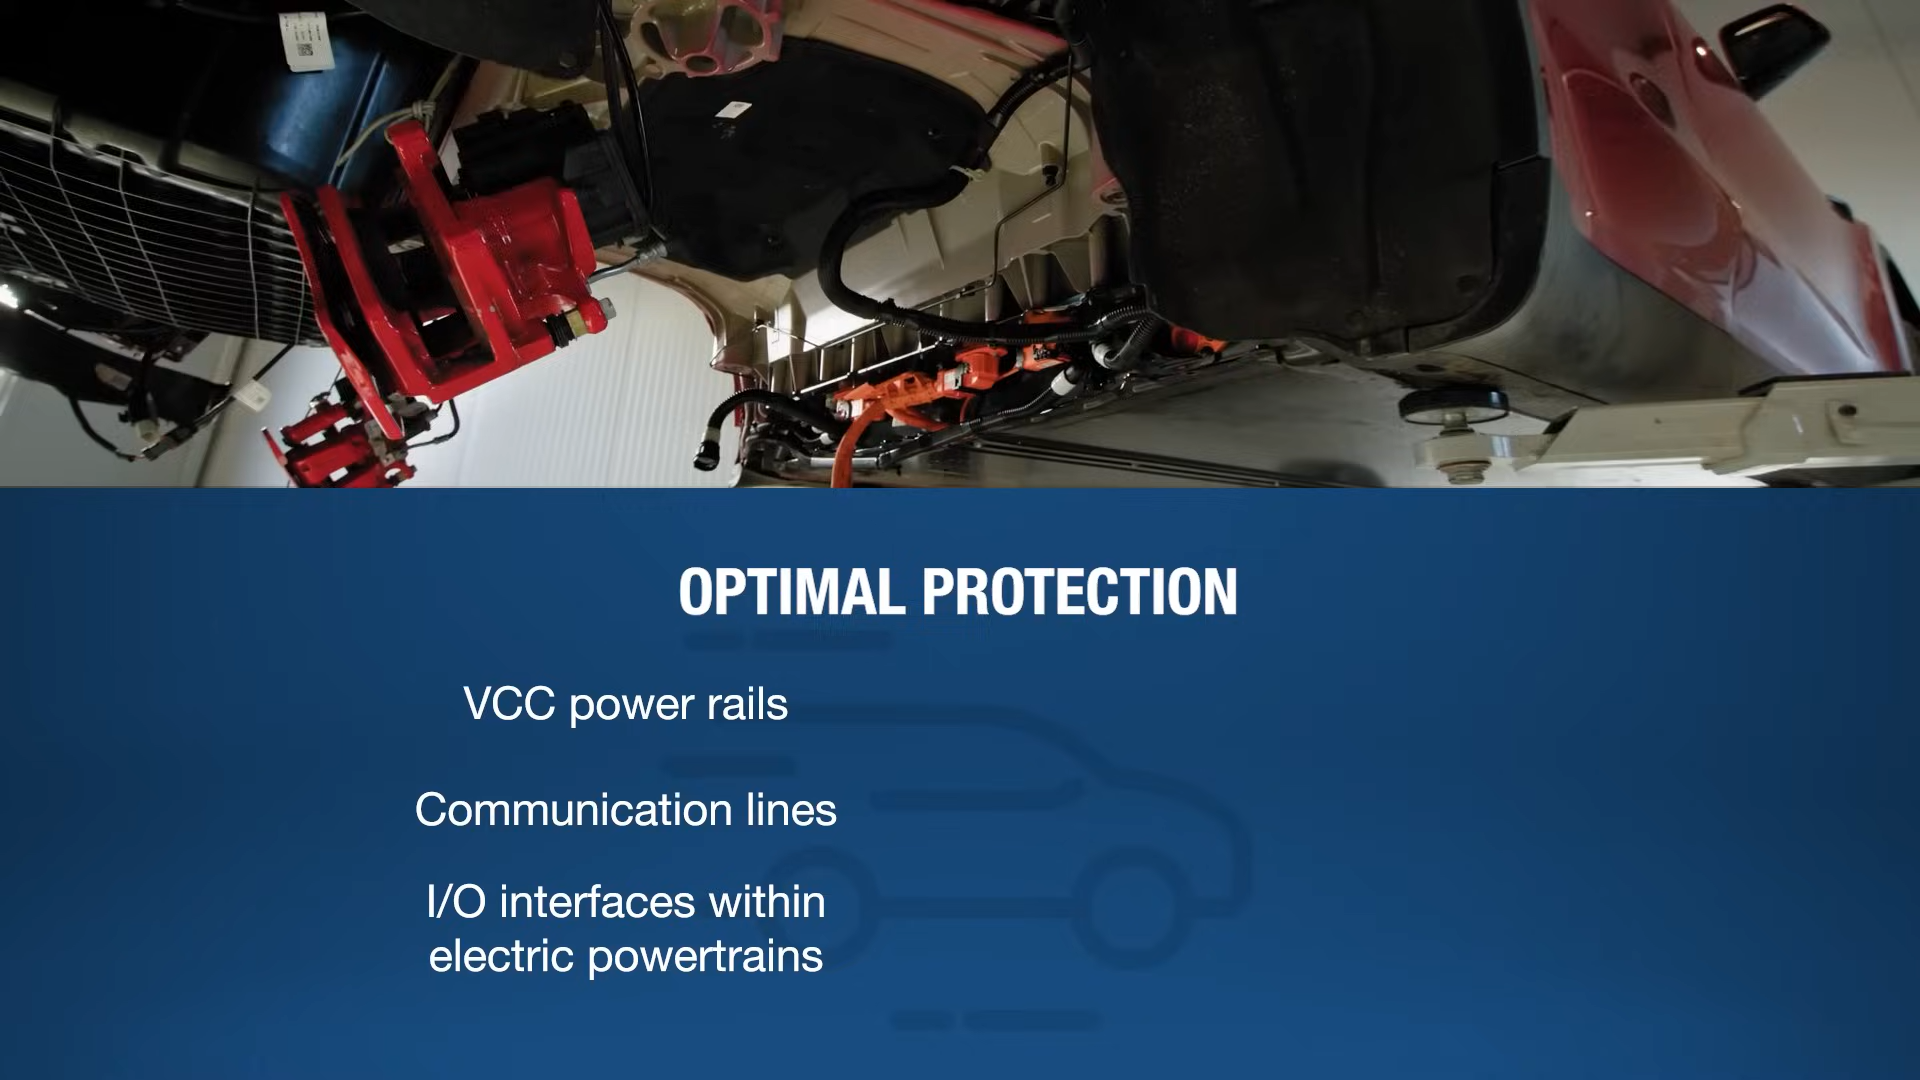 OPTIMAL PROTECTION
VCC power rails
Communication lines
I/O interfaces within
electric powertrains